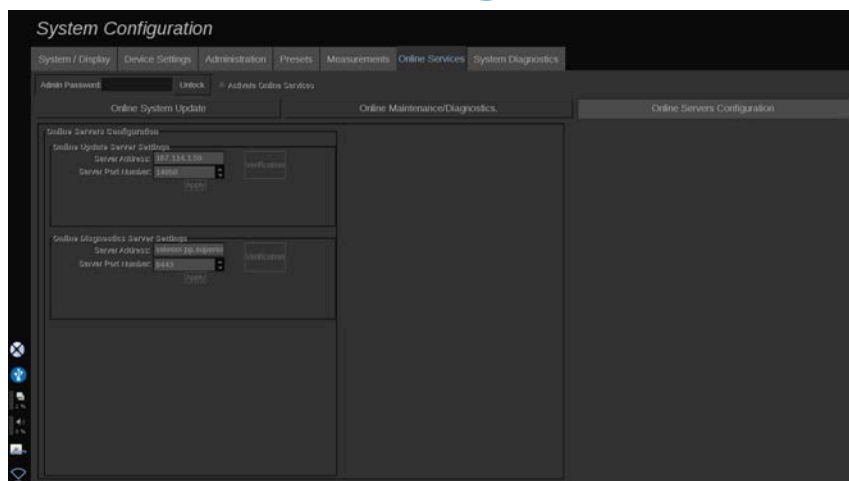 System Configuration
System / Display Device Settings Administration Presets Measurements Online Services System Diagnostics
Admin Password: Unlock Activate Online Services
Online System Update Online Maintenance/Diagnostics. Online Servers Configuration
Online Servers Configuration
Online Update Server Settings
Server Address:
Server Port Number: 14050 Verification
Apply
Online Diagnostics Server Settings
Server Address:
Server Port Number: 8443 Verification
Apply